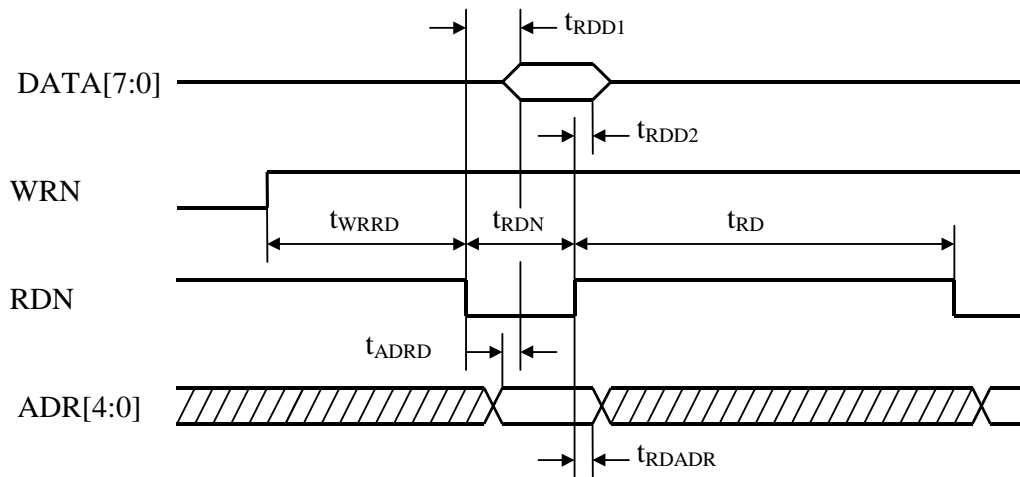 tRDD1
DATA[7:0]
tRDD2
WRN
tWRRD tRDN tRD
RDN
tADRD
ADR[4:0]
tRDADR